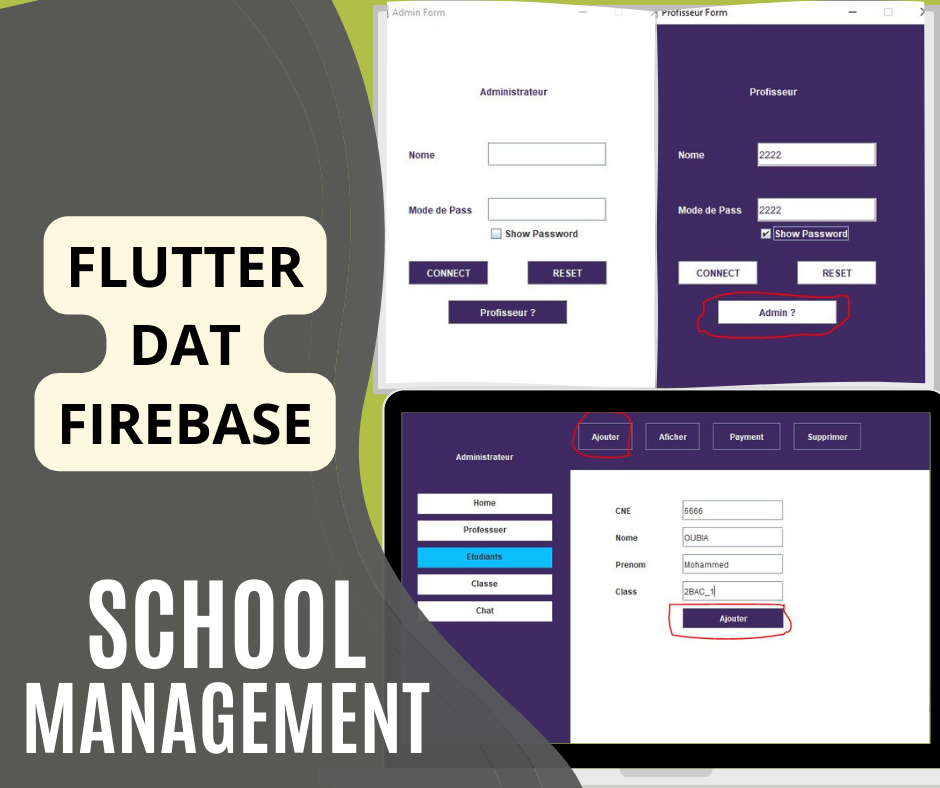 FLUTTER
DAT
FIREBASE
SCHOOL
MANAGEMENT
Admin Form
Administrateur
Nome
Mode de Pass
Show Password
CONNECT RESET
Profisseur ?
Profisseur Form
Profisseur
Nome 2222
Mode de Pass 2222
Show Password
CONNECT RESET
Admin ?
Administrateur
Home
Professuer
Etudiants
Classe
Chat
Ajouter Aficher Payment Supprimer
CNE 6666
Nome OUBIA
Prenom Mohammed
Class 2BAC_1
Ajouter